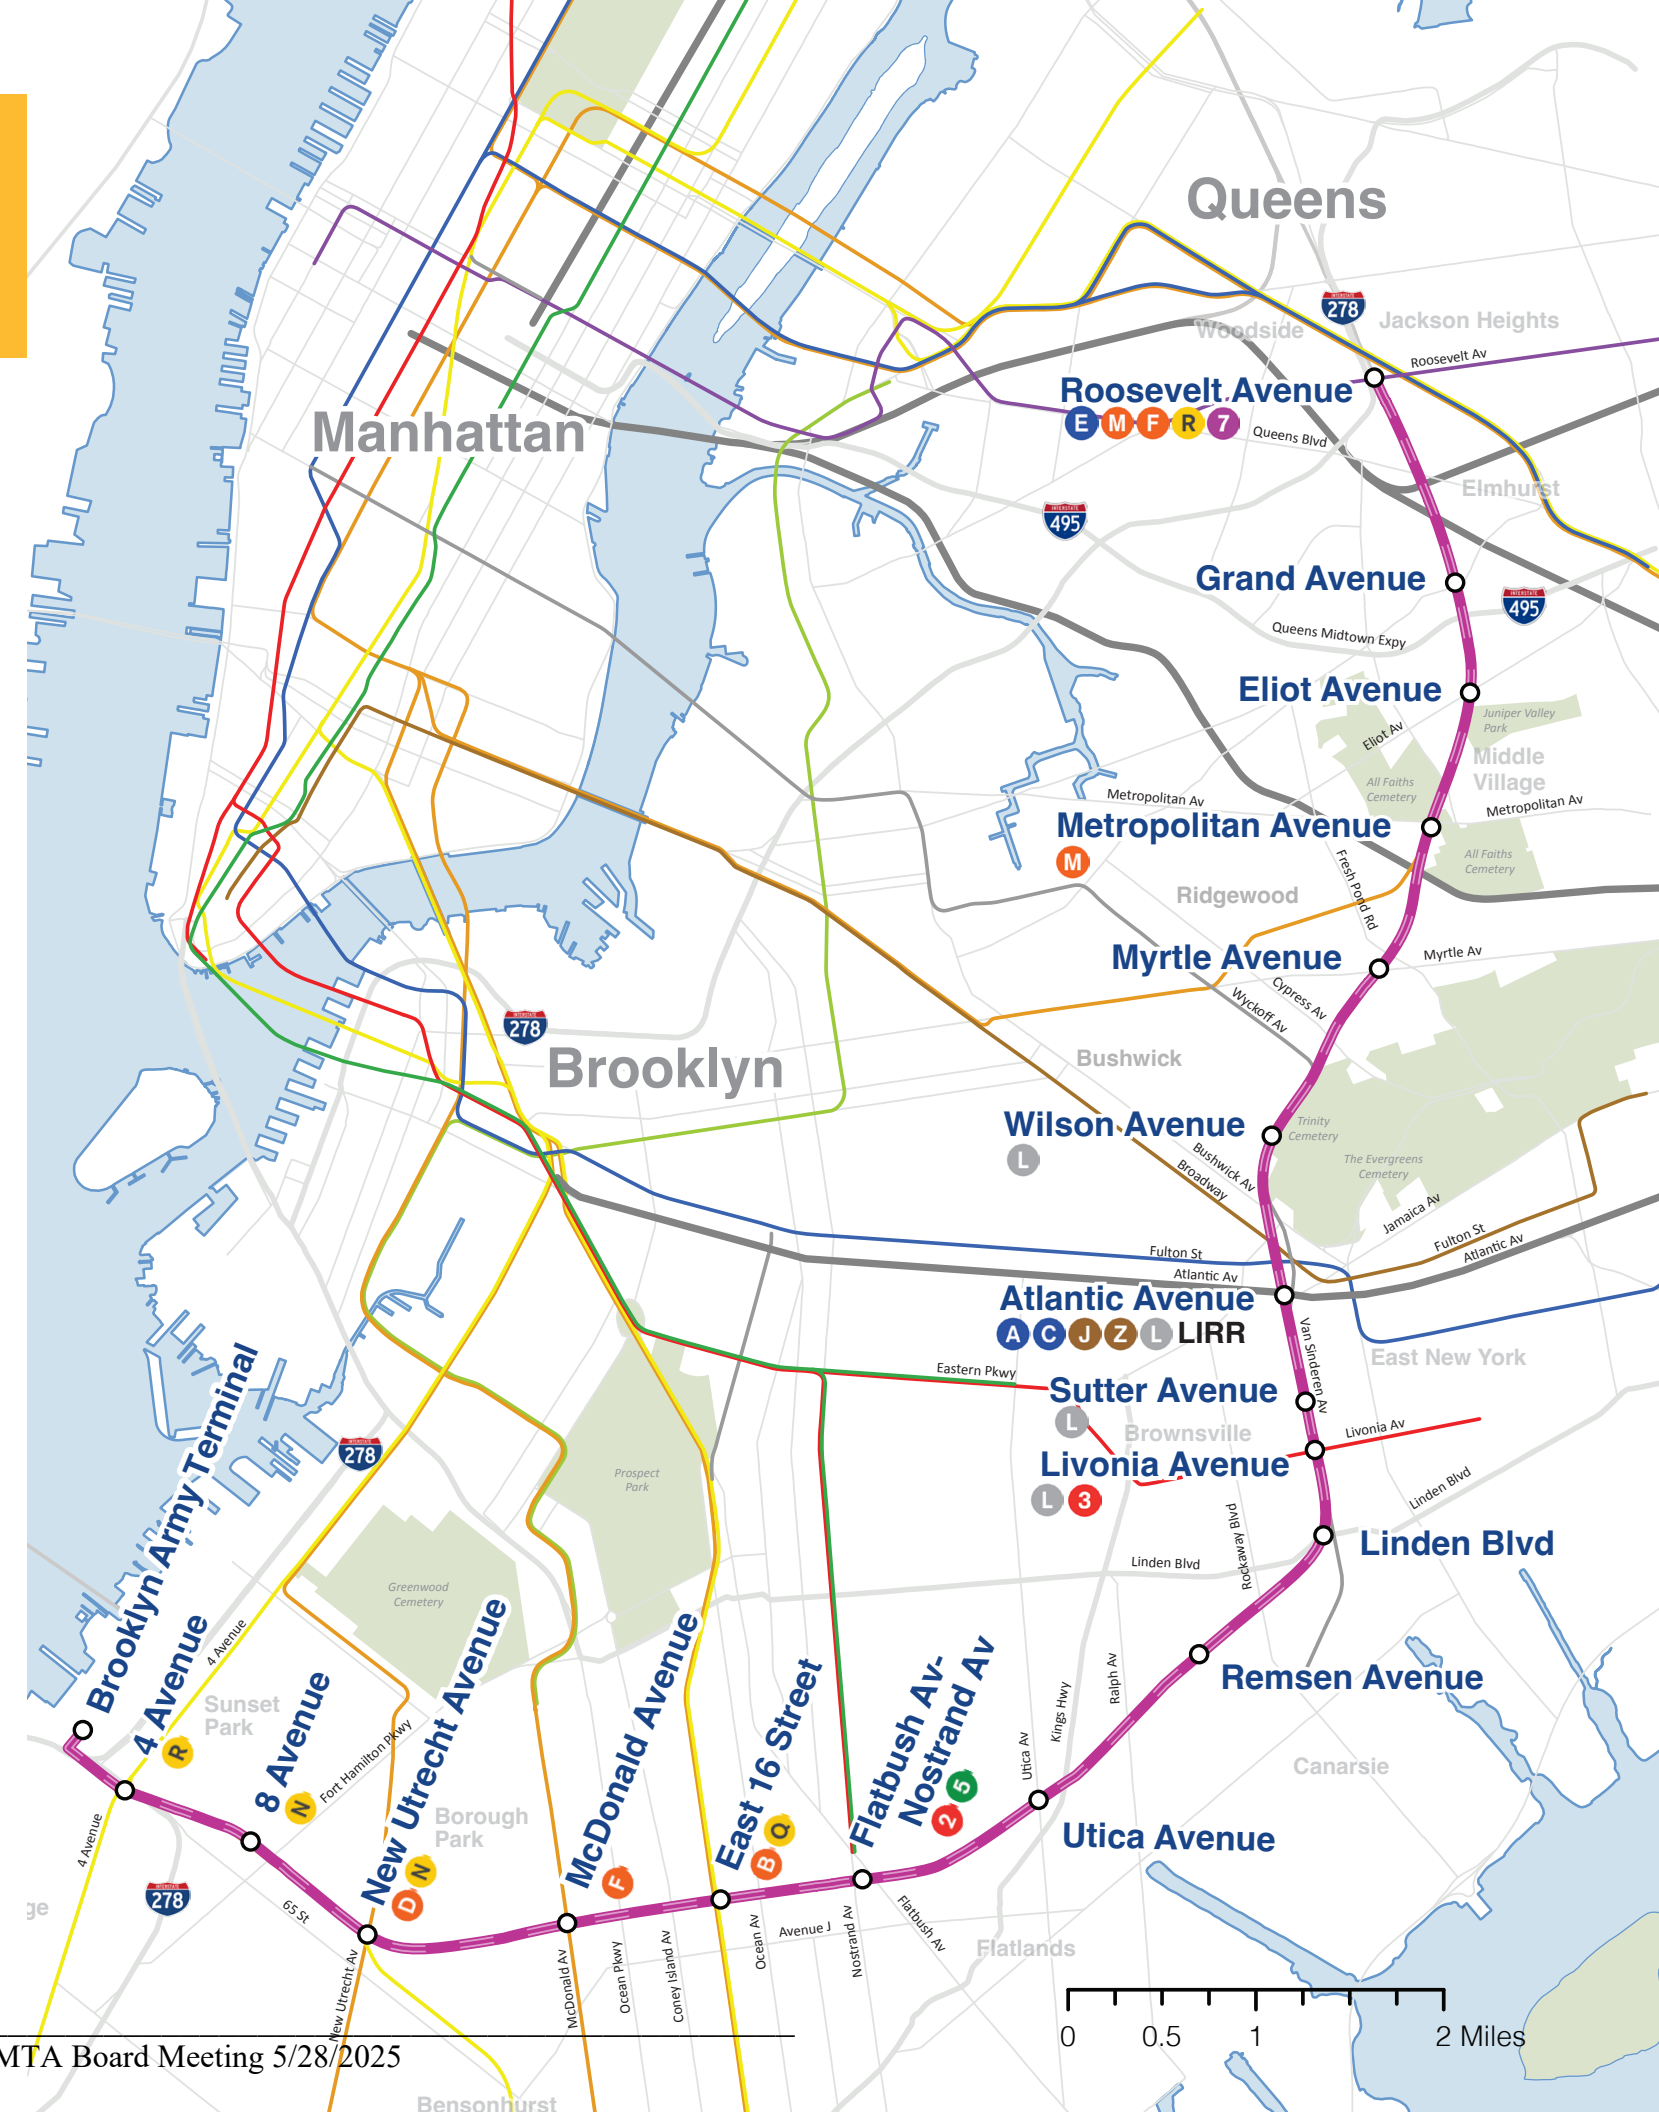 Queens
INTERSTATE
278
Jackson Heights
Woodside
Roosevelt Av
Roosevelt Avenue
E M F R 7
Queens Blvd
Manhattan
Elmhurst
INTERSTATE
495
Grand Avenue
INTERSTATE
495
Queens Midtown Expy
Eliot Avenue
Juniper Valley
Park
Eliot Av
Middle
Village
All Faiths
Cemetery
Metropolitan Av
Metropolitan Av
Metropolitan Avenue
M
Fresh Pond Rd
All Faiths
Cemetery
Ridgewood
Myrtle Avenue
Myrtle Av
Cypress Av
Wyckoff Av
INTERSTATE
278
Brooklyn
Bushwick
Wilson Avenue
L
Trinity
Cemetery
The Evergreens
Cemetery
Bushwick Av
Broadway
Jamaica Av
Fulton St
Atlantic Av
Fulton St
Atlantic Av
Atlantic Avenue
A C J Z L LIRR
Van Sinderen Av
East New York
Eastern Pkwy
Sutter Avenue
L
Brownsville
Livonia Av
Livonia Avenue
L 3
Linden Blvd
Rockaway Blvd
Linden Blvd
Linden Blvd
INTERSTATE
278
Prospect
Park
Greenwood
Cemetery
Brooklyn Army Terminal
4 Avenue
R
4 Avenue
Sunset
Park
8 Avenue
N
Fort Hamilton Pkwy
New Utrecht Avenue
D N
Borough
Park
McDonald Avenue
F
East 16 Street
B Q
Flatbush Av-
Nostrand Av
2 5
Remsen Avenue
Ralph Av
Kings Hwy
Utica Av
Canarsie
Utica Avenue
4 Avenue
INTERSTATE
278
ge
65 St
New Utrecht Av
McDonald Av
Ocean Pkwy
Coney Island Av
Ocean Av
Avenue J
Nostrand Av
Flatbush Av
Flatlands
0 0.5 1 2 Miles
MTA Board Meeting 5/28/2025
Bensonhurst